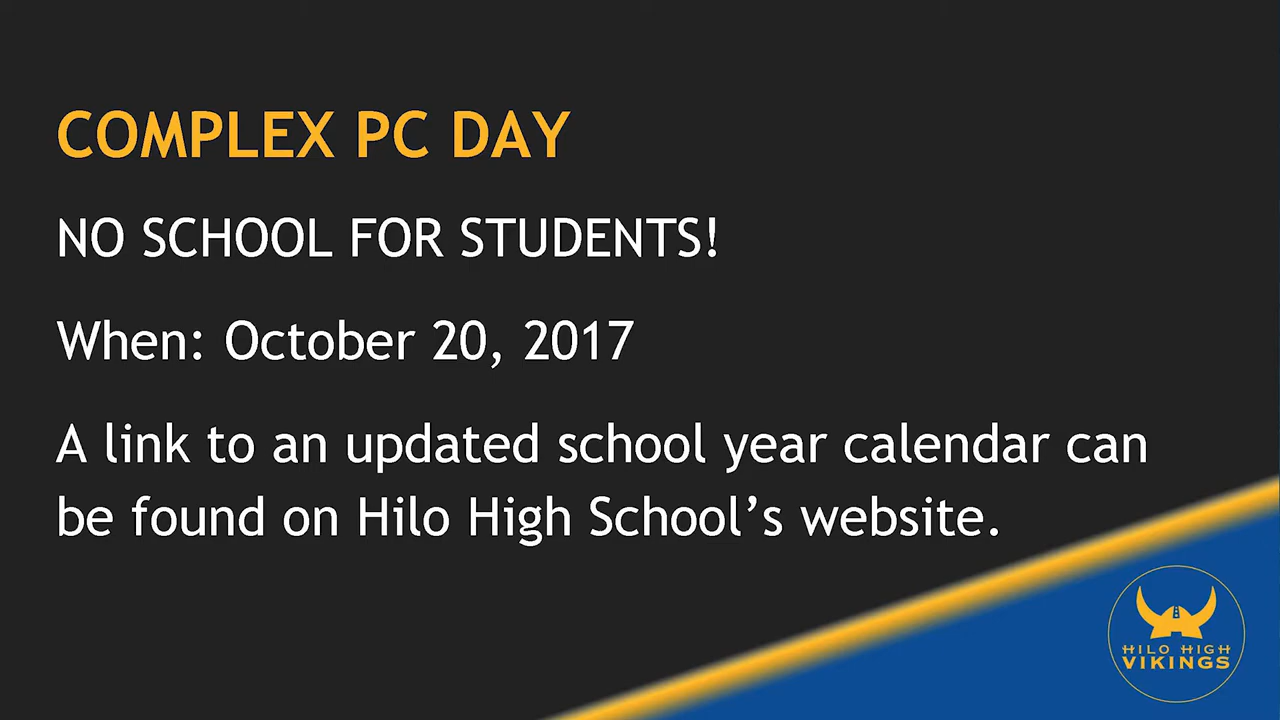 COMPLEX PC DAY
NO SCHOOL FOR STUDENTS!
When: October 20, 2017
A link to an updated school year calendar can
be found on Hilo High School’s website.
HILO HIGH
VIKINGS